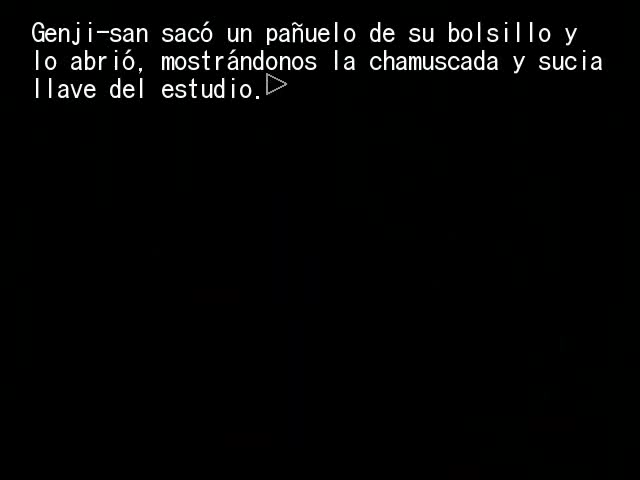 Genji-san sacó un pañuelo de su bolsillo y
lo abrió, mostrándonos la chamuscada y sucia
llave del estudio.